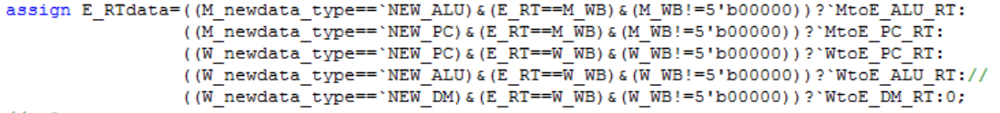 assign E_RTdata=((M_newdata_type==`NEW_ALU)&(E_RT==M_WB)&(M_WB!=5'b00000))?`MtoE_ALU_RT:
((M_newdata_type==`NEW_PC)&(E_RT==M_WB)&(M_WB!=5'b00000))?`MtoE_PC_RT:
((W_newdata_type==`NEW_PC)&(E_RT==W_WB)&(W_WB!=5'b00000))?`WtoE_PC_RT:
((W_newdata_type==`NEW_ALU)&(E_RT==W_WB)&(W_WB!=5'b00000))?`WtoE_ALU_RT://
((W_newdata_type==`NEW_DM)&(E_RT==W_WB)&(W_WB!=5'b00000))?`WtoE_DM_RT:0;